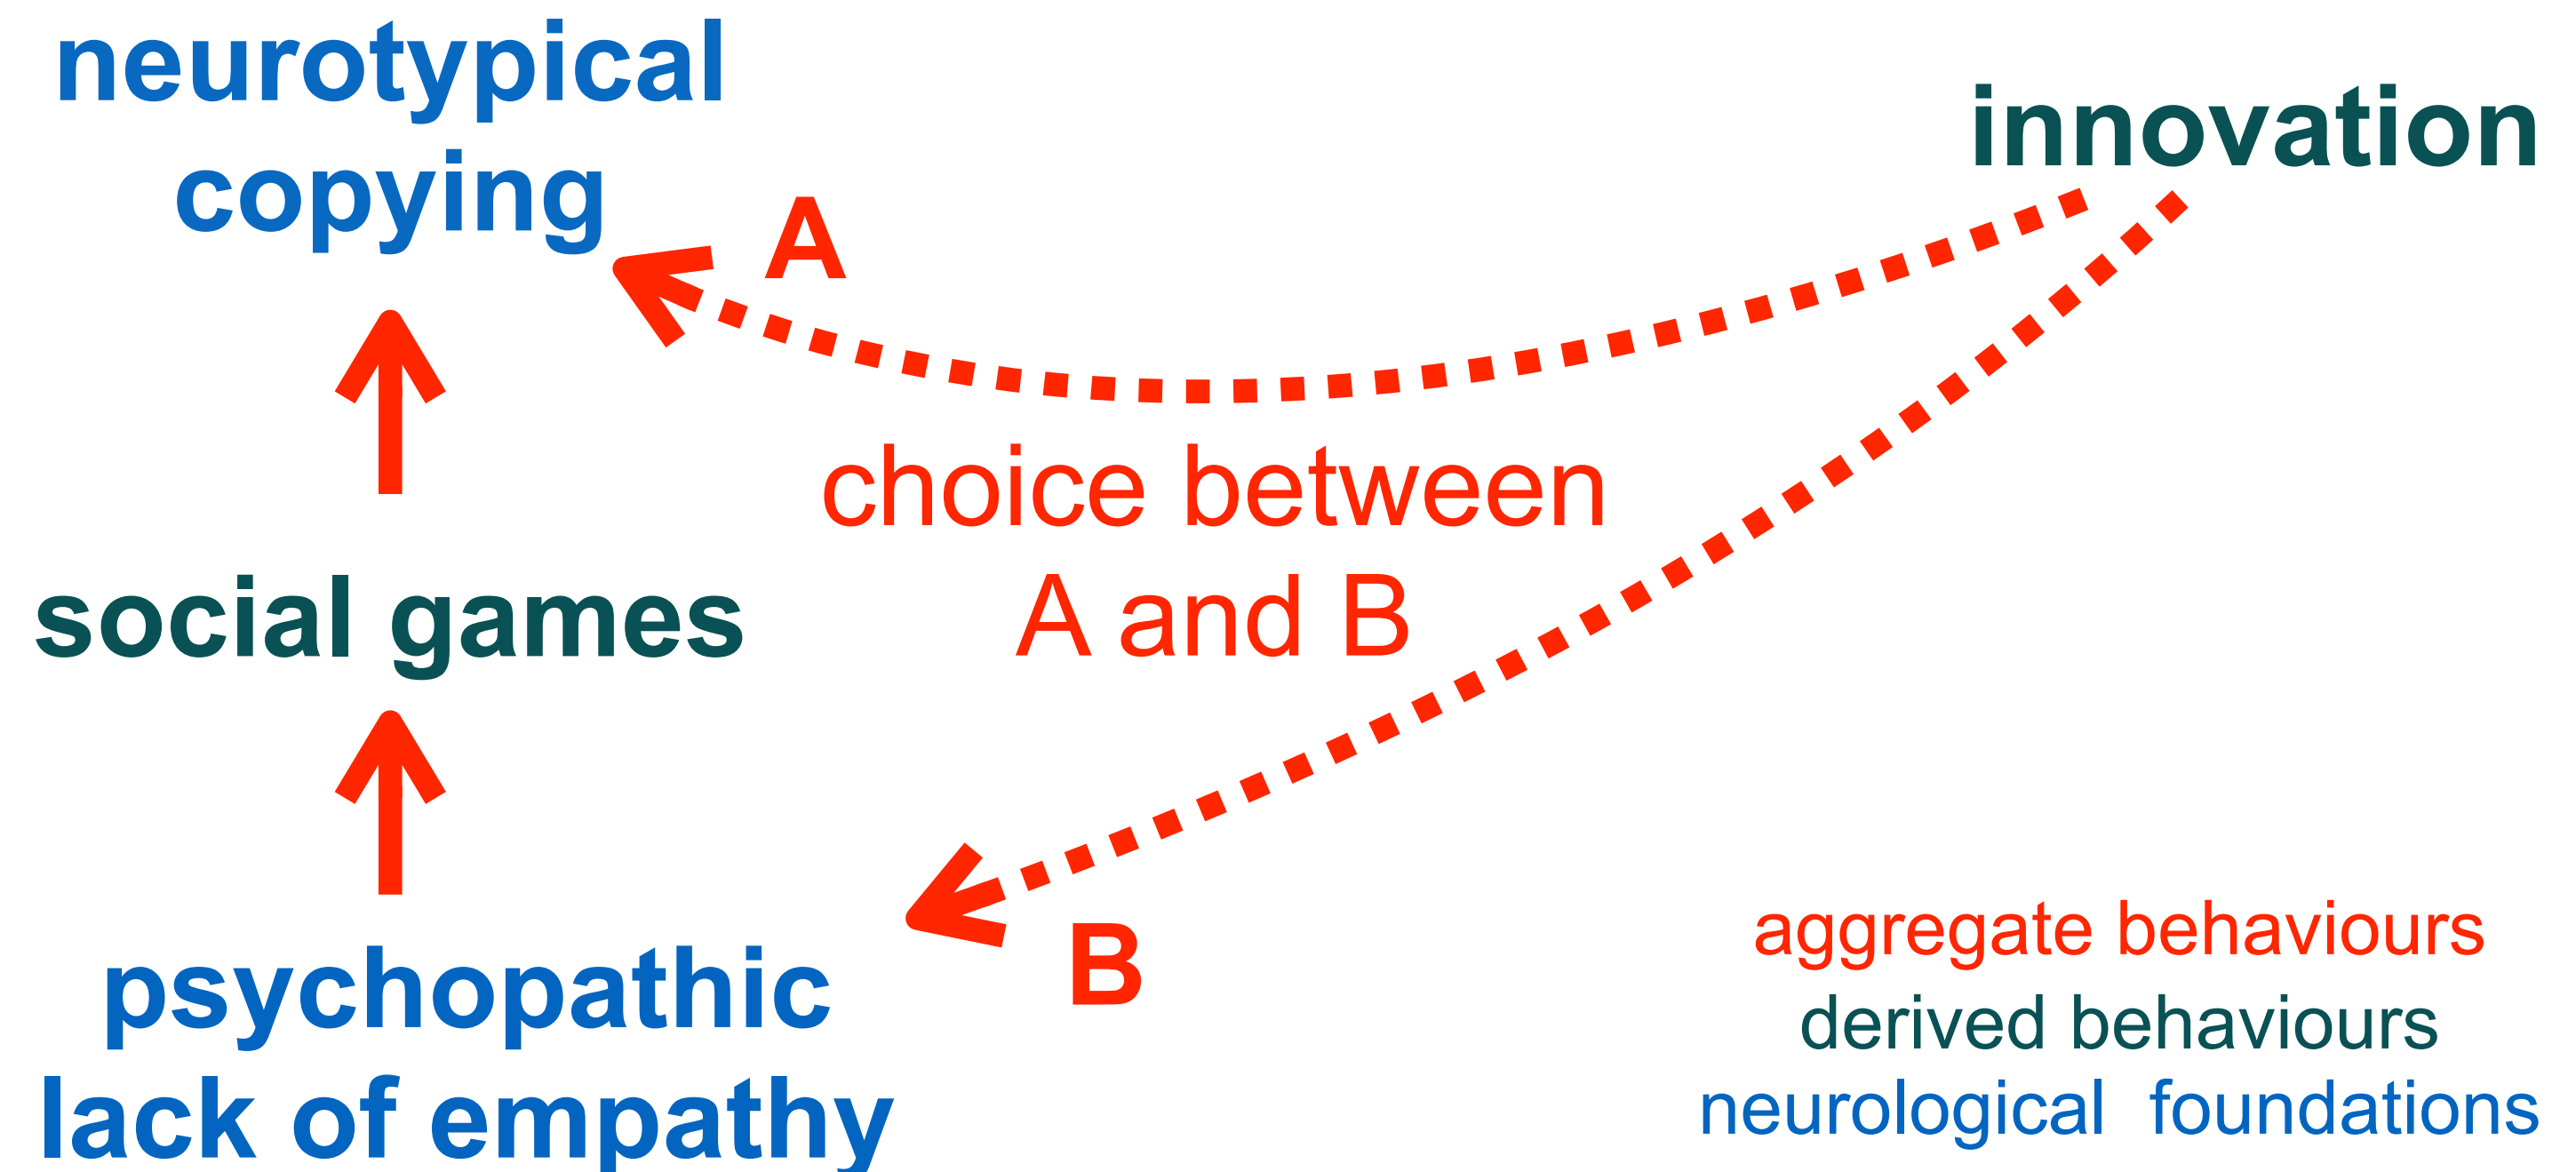 neurotypical
copying
innovation
A
choice between
A and B
social games
B
psychopathic
lack of empathy
aggregate behaviours
derived behaviours
neurological foundations